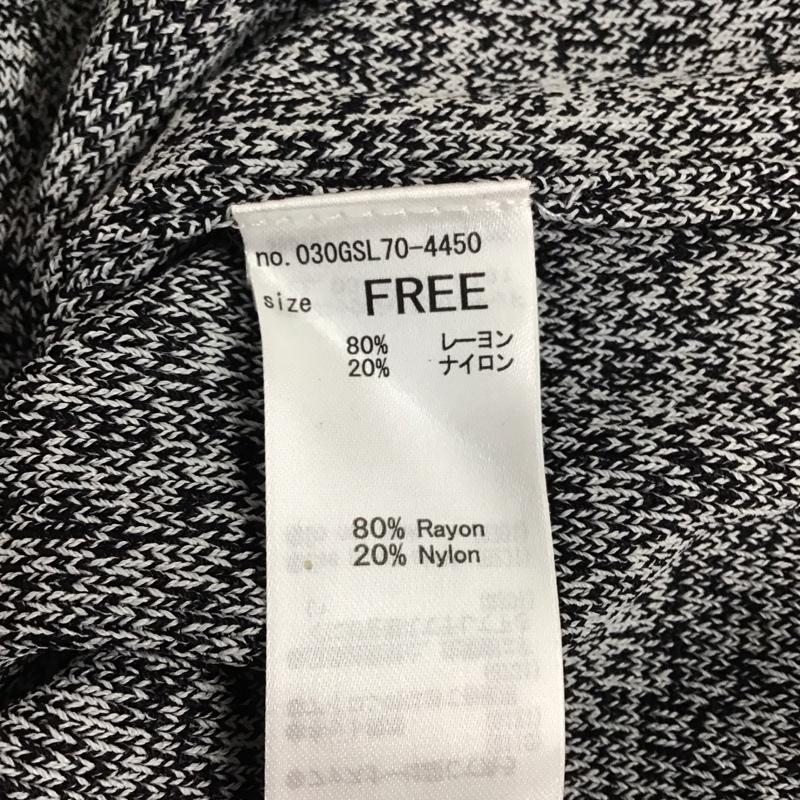 no.030GSL70-4450
size FREE
80% レーヨン
20% ナイロン
80% Rayon
20% Nylon